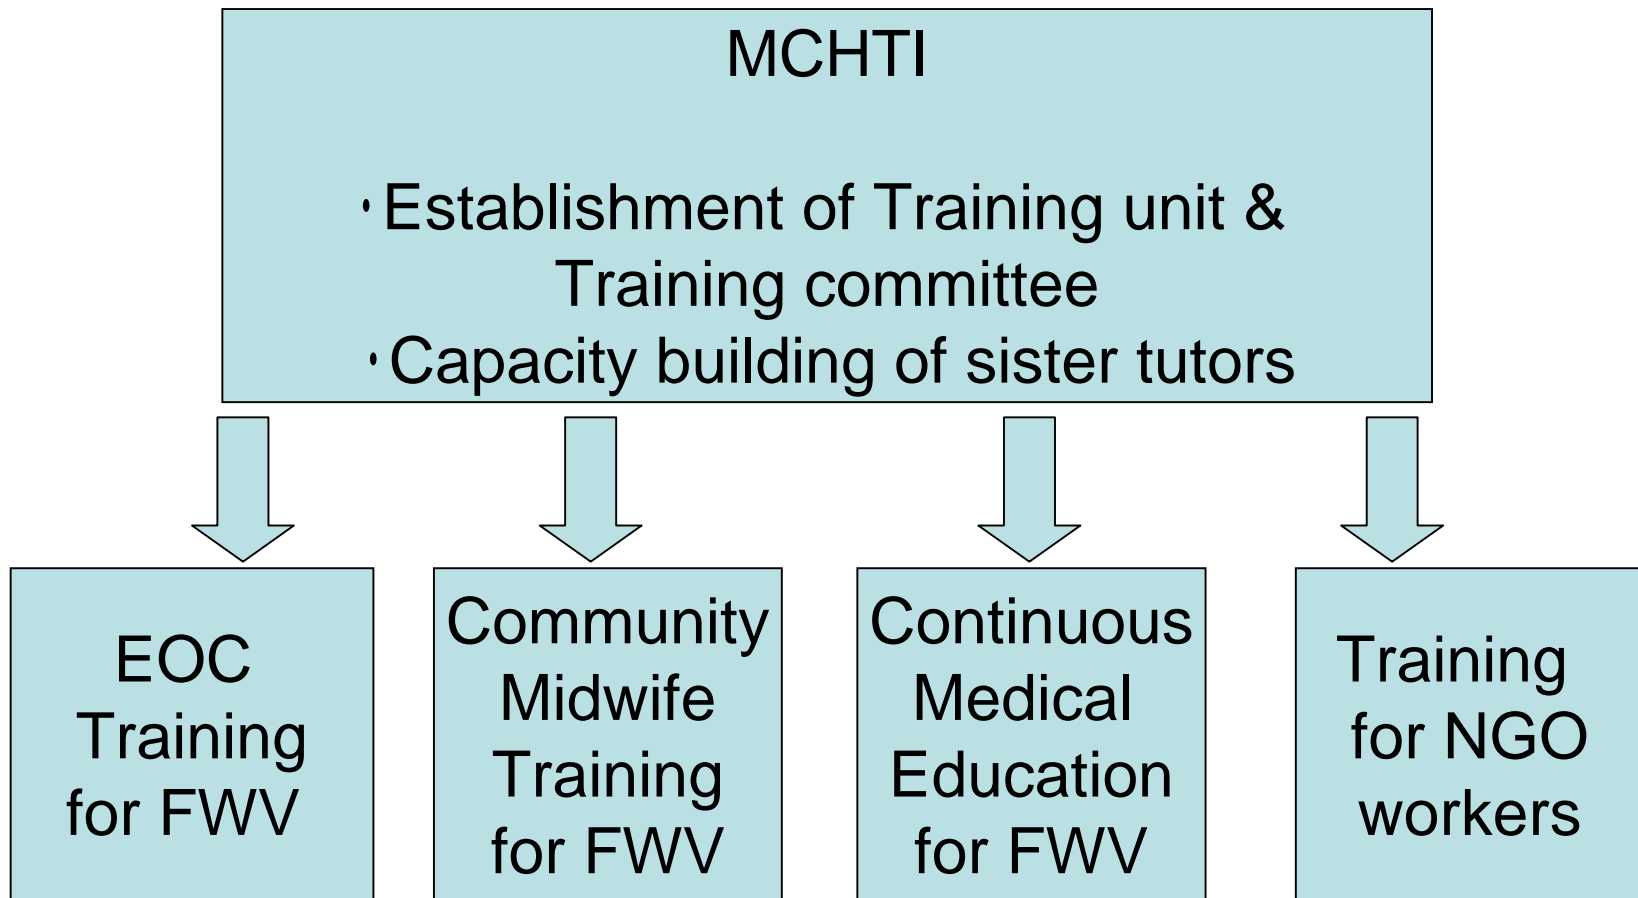 MCHTI
・Establishment of Training unit &
Training committee
・Capacity building of sister tutors
EOC
Training
for FWV
Community
Midwife
Training
for FWV
Continuous
Medical
Education
for FWV
Training
for NGO
workers